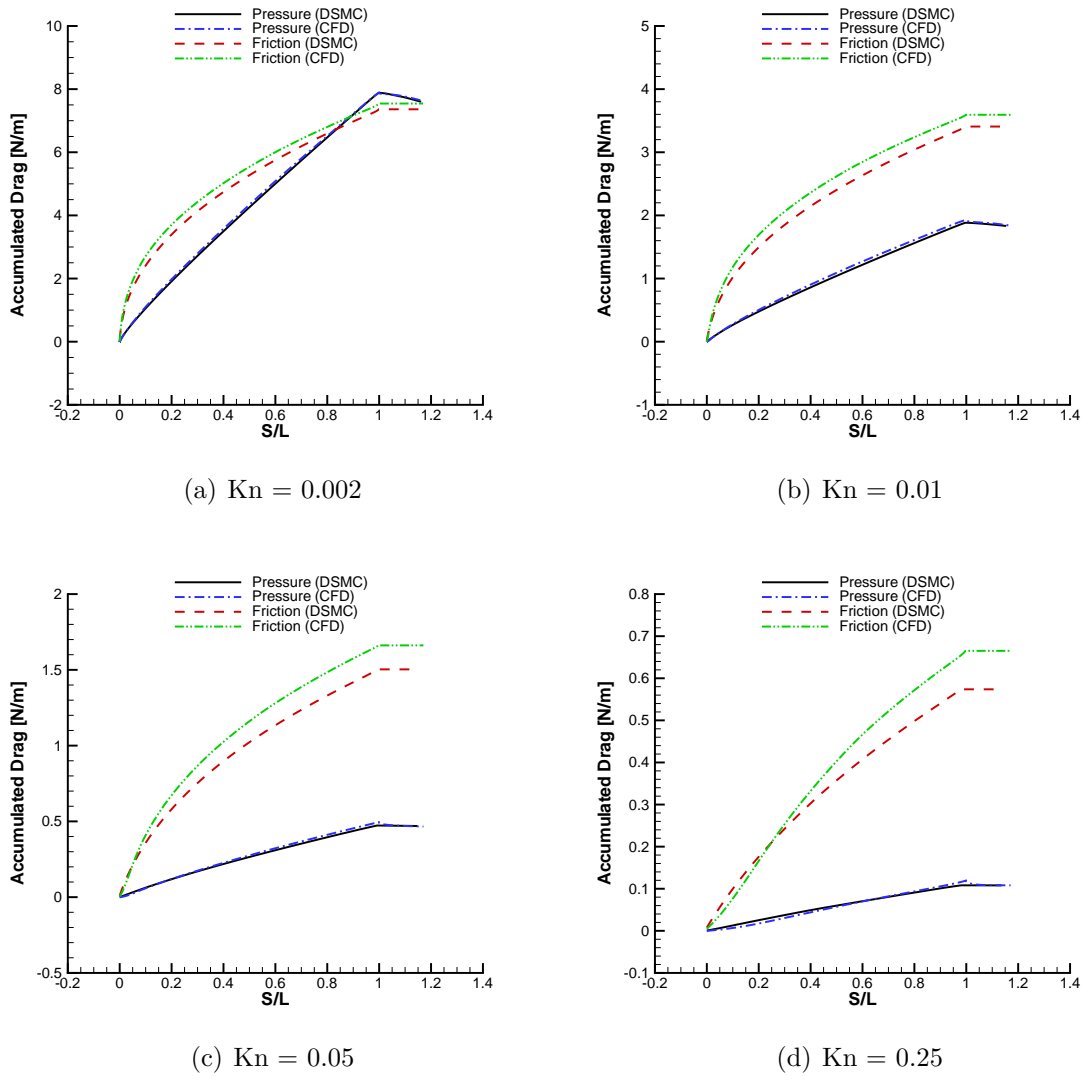 Pressure (DSMC)
Pressure (CFD)
Friction (DSMC)
Friction (CFD)
Accumulated Drag [N/m]
10
8
6
4
2
0
-2
-0.2 0 0.2 0.4 0.6 0.8 1 1.2 1.4
S/L
(a) Kn = 0.002
Pressure (DSMC)
Pressure (CFD)
Friction (DSMC)
Friction (CFD)
Accumulated Drag [N/m]
5
4
3
2
1
0
-1
-0.2 0 0.2 0.4 0.6 0.8 1 1.2 1.4
S/L
(b) Kn = 0.01
Pressure (DSMC)
Pressure (CFD)
Friction (DSMC)
Friction (CFD)
Accumulated Drag [N/m]
2
1.5
1
0.5
0
-0.5
-0.2 0 0.2 0.4 0.6 0.8 1 1.2 1.4
S/L
(c) Kn = 0.05
Pressure (DSMC)
Pressure (CFD)
Friction (DSMC)
Friction (CFD)
Accumulated Drag [N/m]
0.8
0.7
0.6
0.5
0.4
0.3
0.2
0.1
0
-0.1
-0.2 0 0.2 0.4 0.6 0.8 1 1.2 1.4
S/L
(d) Kn = 0.25